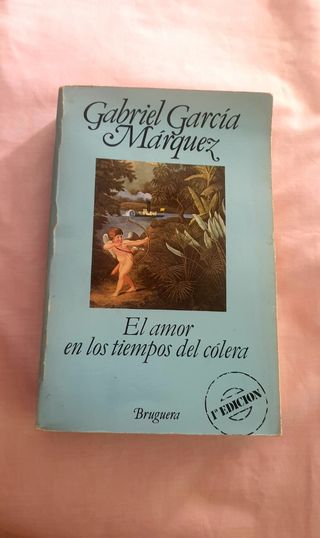 Gabriel García
Márquez
El amor
en los tiempos del cólera
Bruguera
1ª EDICION